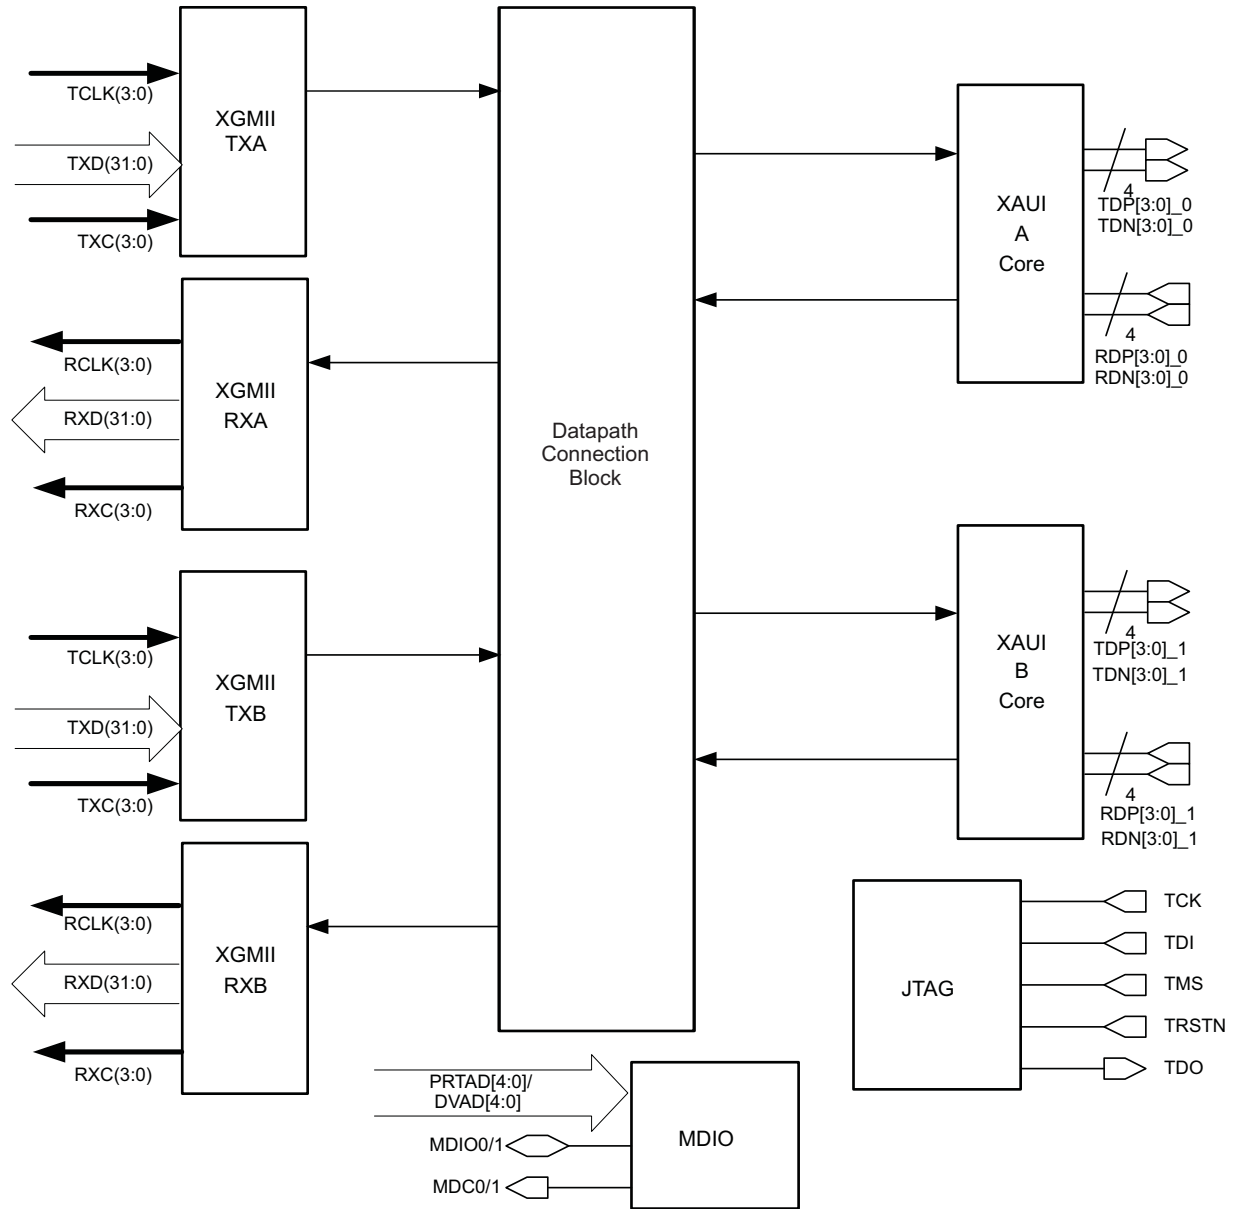 TCLK(3:0)
TXD(31:0)
TXC(3:0)
XGMII
TXA
RCLK(3:0)
RXD(31:0)
RXC(3:0)
XGMII
RXA
TCLK(3:0)
TXD(31:0)
TXC(3:0)
XGMII
TXB
RCLK(3:0)
RXD(31:0)
RXC(3:0)
XGMII
RXB
Datapath
Connection
Block
XAUI
A
Core
4
TDP[3:0]_0
TDN[3:0]_0
4
RDP[3:0]_0
RDN[3:0]_0
XAUI
B
Core
4
TDP[3:0]_1
TDN[3:0]_1
4
RDP[3:0]_1
RDN[3:0]_1
JTAG
TCK
TDI
TMS
TRSTN
TDO
PRTAD[4:0]/
DVAD[4:0]
MDIO0/1
MDC0/1
MDIO